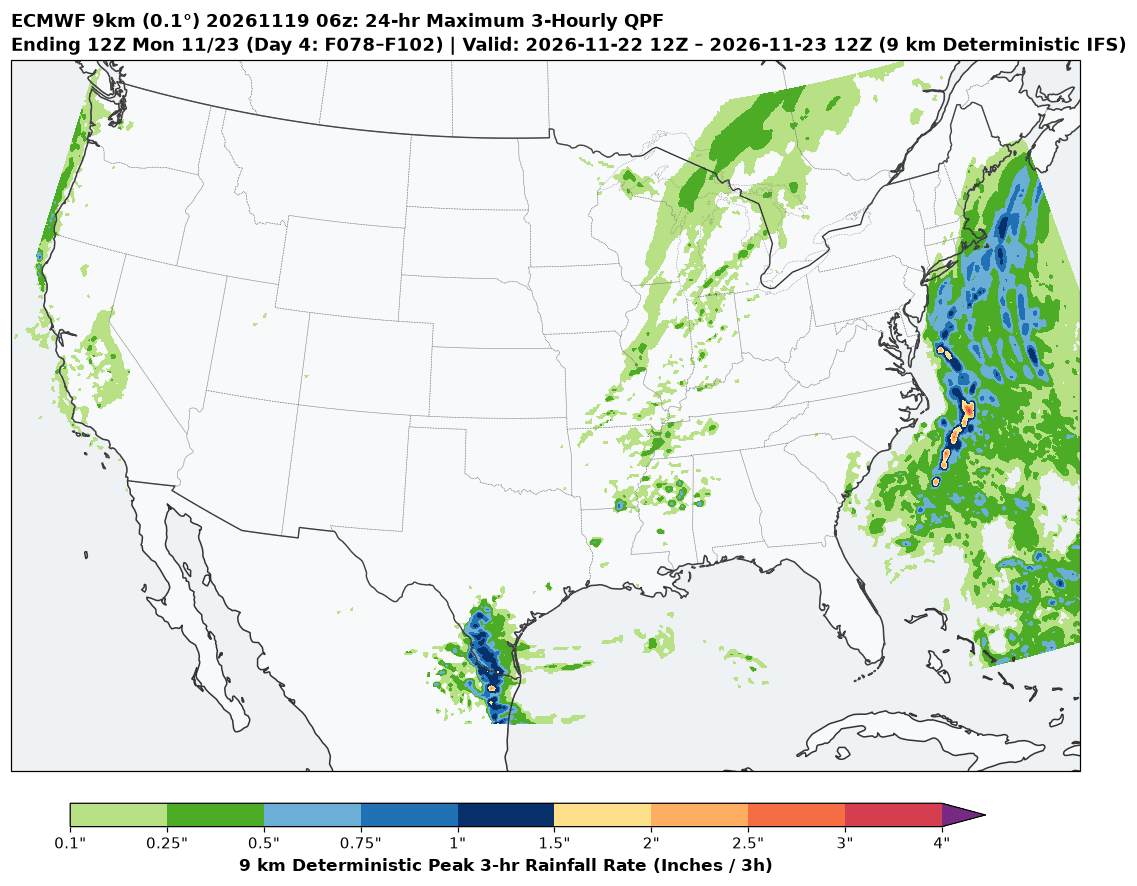 ECMWF 9km (0.1°) 20261119 06z: 24-hr Maximum 3-Hourly QPF
Ending 12Z Mon 11/23 (Day 4: F078–F102) | Valid: 2026-11-22 12Z – 2026-11-23 12Z (9 km Deterministic IFS)
0.1" 0.25" 0.5" 0.75" 1" 1.5" 2" 2.5" 3" 4"
9 km Deterministic Peak 3-hr Rainfall Rate (Inches / 3h)